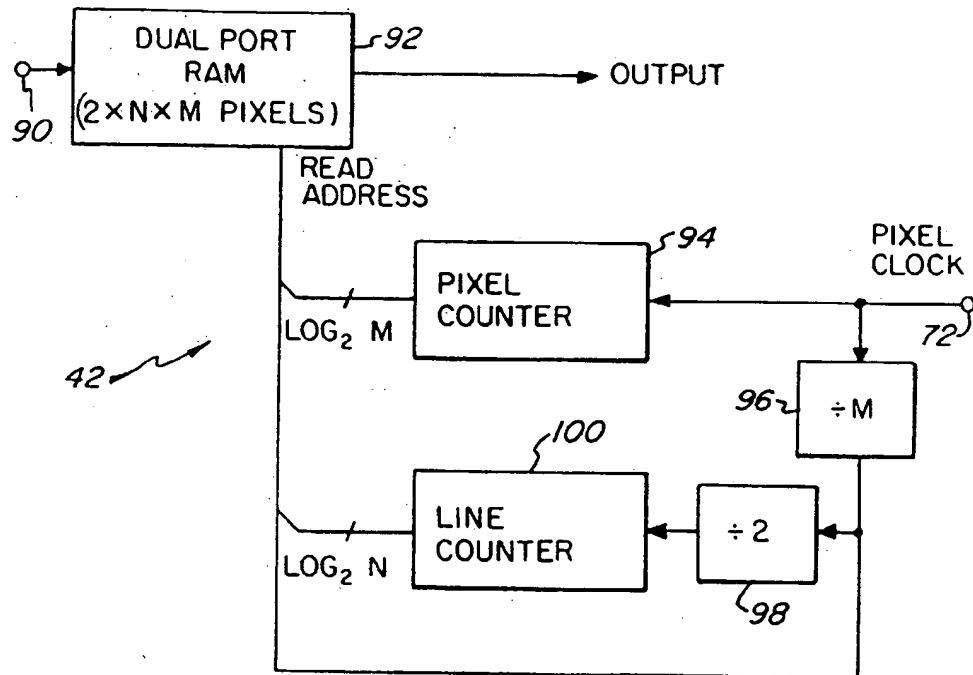 DUAL PORT
RAM
(2×N×M PIXELS)
92
OUTPUT
90
READ
ADDRESS
94
PIXEL
CLOCK
PIXEL
COUNTER
LOG₂ M
72
42
96
÷M
100
LINE
COUNTER
÷2
LOG₂ N
98